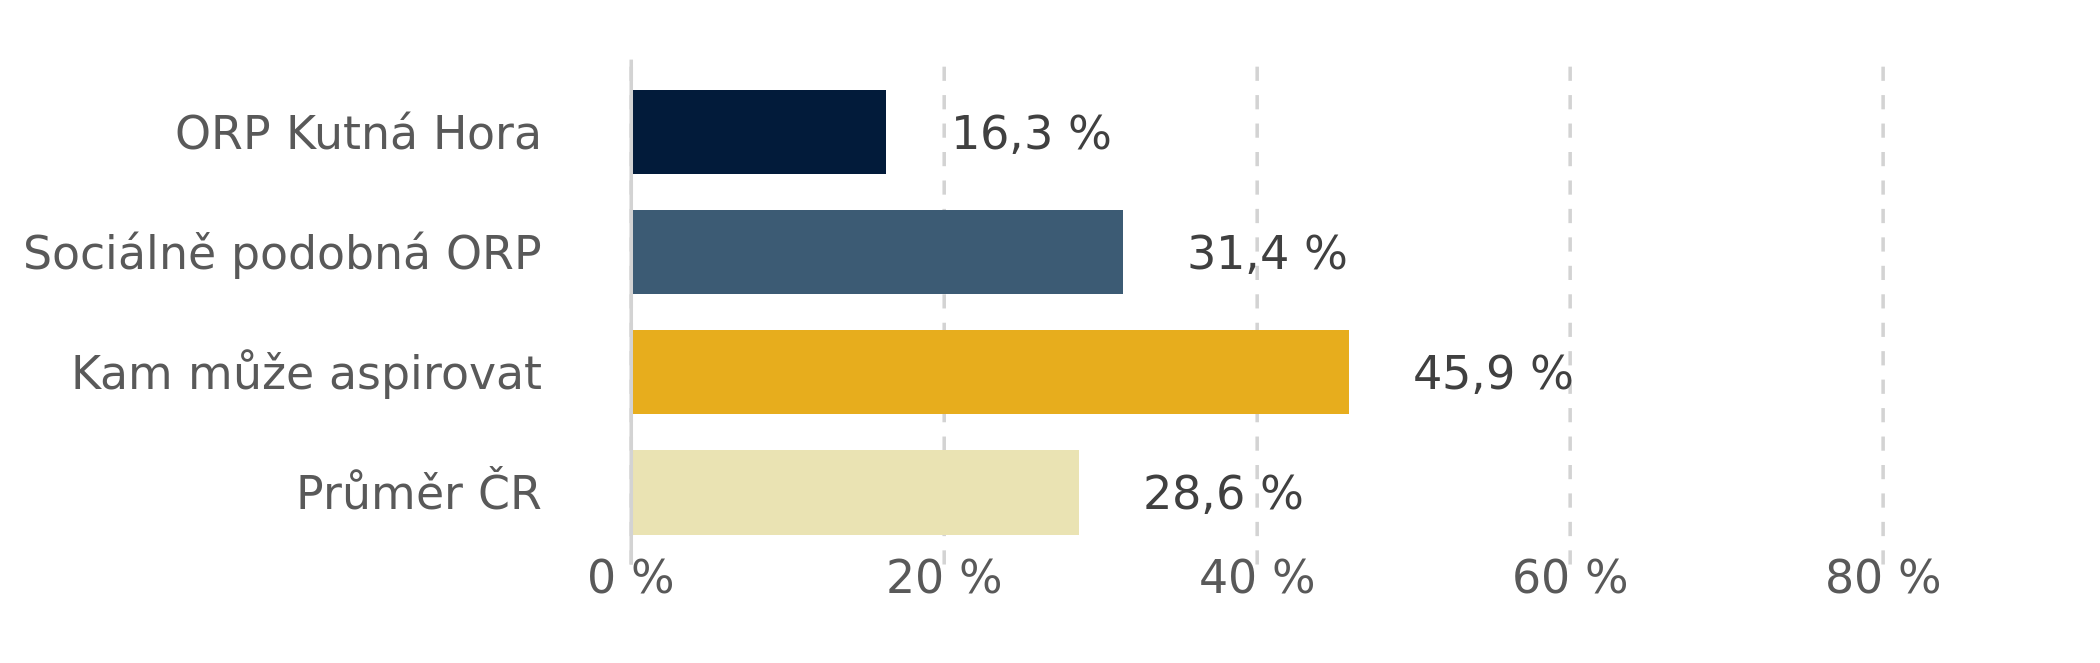 ORP Kutná Hora 16,3 %
Sociálně podobná ORP 31,4 %
Kam může aspirovat 45,9 %
Průměr ČR 28,6 %
0 % 20 % 40 % 60 % 80 %